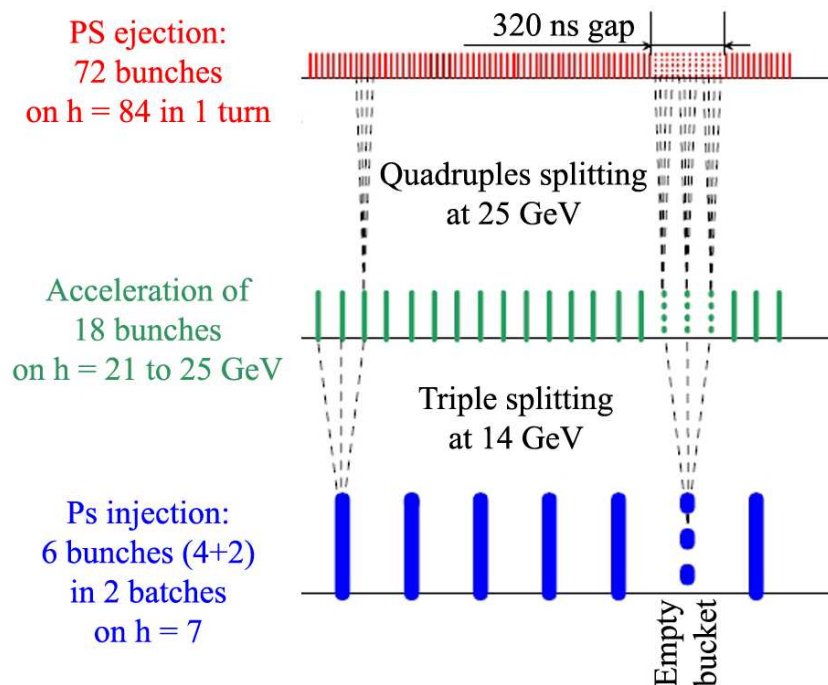 PS ejection:
72 bunches
on h = 84 in 1 turn
320 ns gap
Quadruples splitting
at 25 GeV
Acceleration of
18 bunches
on h = 21 to 25 GeV
Triple splitting
at 14 GeV
Ps injection:
6 bunches (4+2)
in 2 batches
on h = 7
Empty
bucket